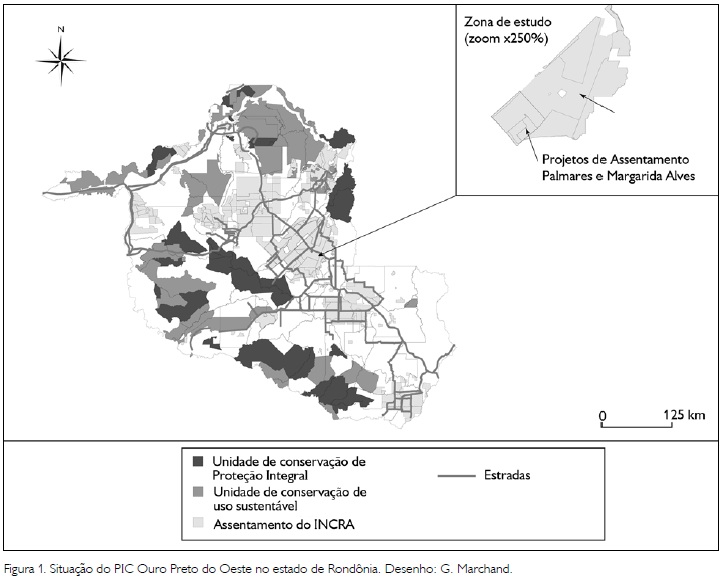 N
Zona de estudo
(zoom x250%)
Projetos de Assentamento
Palmares e Margarida Alves
0
125 km
Unidade de conservação de
Proteção Integral
Unidade de conservação de
uso sustentável
Assentamento do INCRA
Estradas
Figura 1. Situação do PIC Ouro Preto do Oeste no estado de Rondônia. Desenho: G. Marchand.